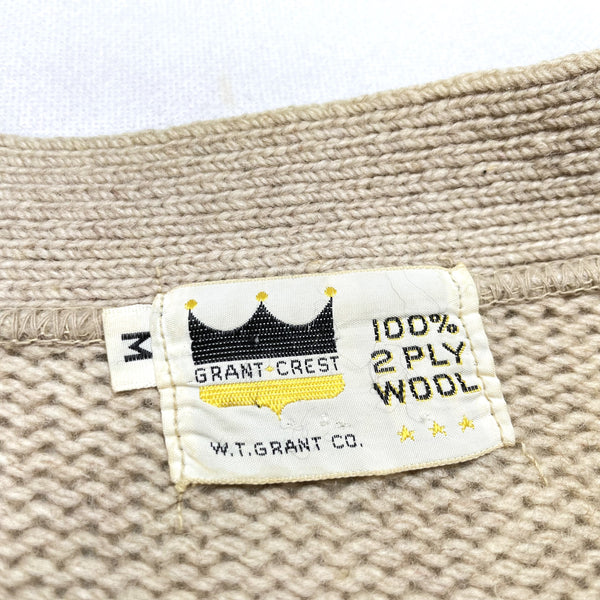 M
GRANT-CREST
W.T.GRANT CO.
100%
2 PLY
WOOL